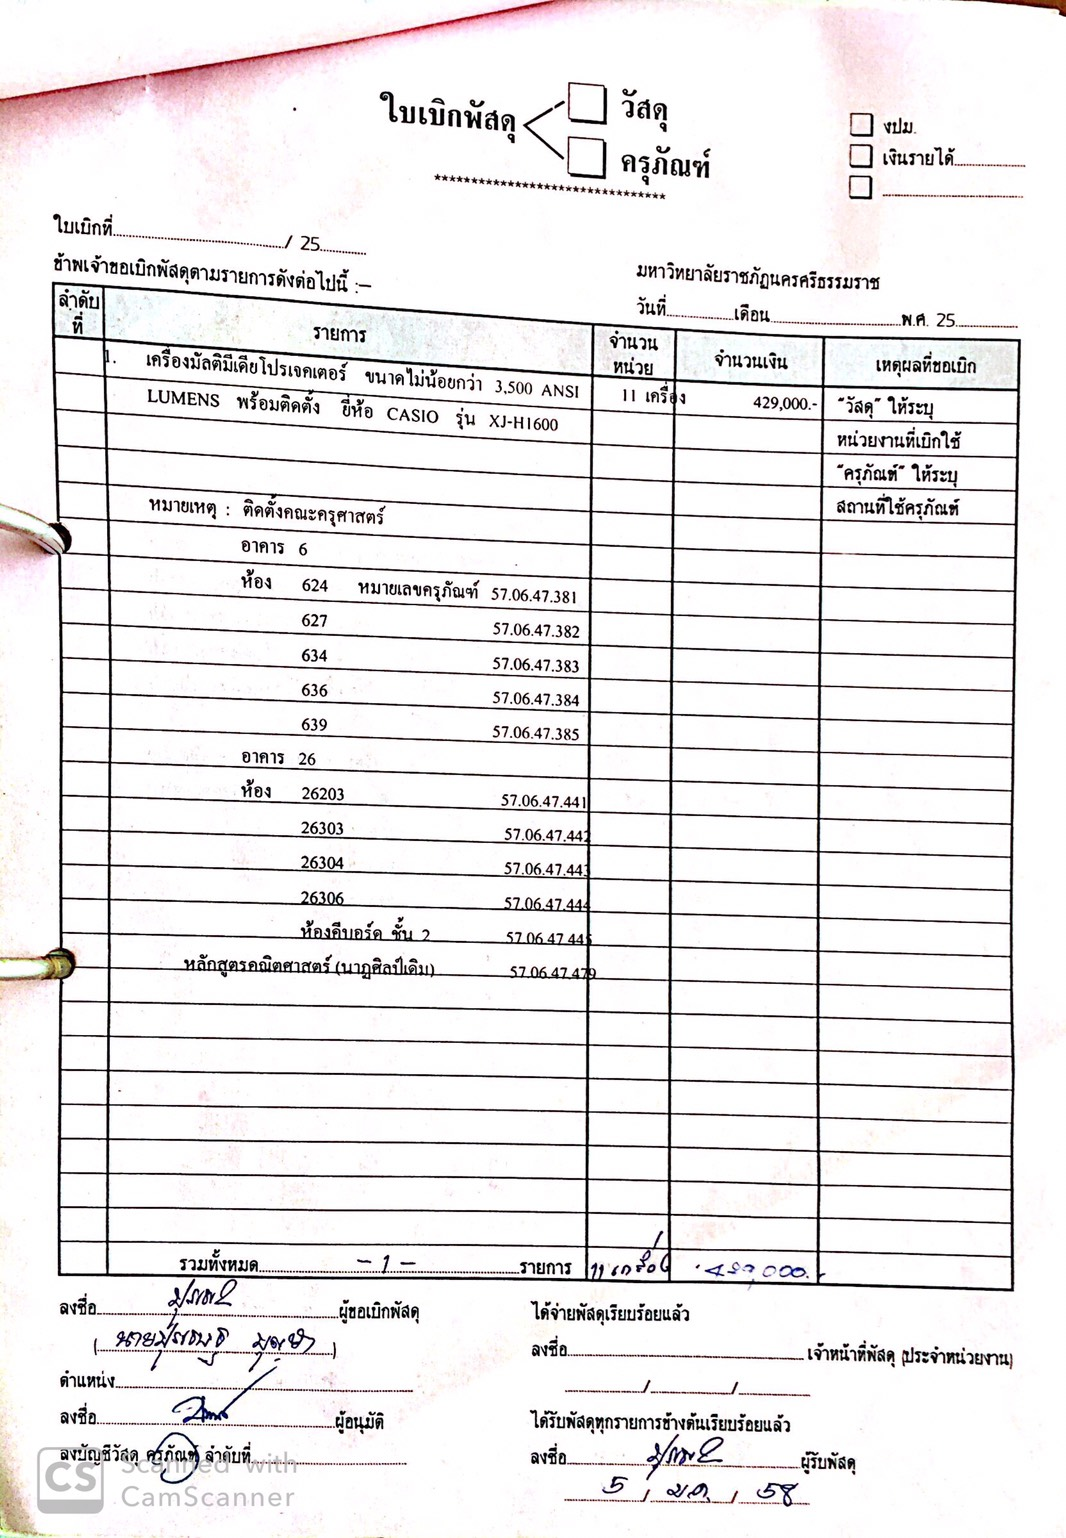 ใบเบิกพัสดุ
วัสดุ
ครุภัณฑ์
*******************************
งปม.
เงินรายได้
ใบเบิกที่ / 25
ข้าพเจ้าขอเบิกพัสดุตามรายการดังต่อไปนี้ :–
มหาวิทยาลัยราชภัฏนครศรีธรรมราช
วันที่ เดือน พ.ศ. 25
ลำดับที่ รายการ จำนวนหน่วย จำนวนเงิน เหตุผลที่ขอเบิก
1. เครื่องมัลติมีเดียโปรเจคเตอร์ ขนาดไม่น้อยกว่า 3,500 ANSI 11 เครื่อง 429,000.- "วัสดุ" ให้ระบุ
LUMENS พร้อมติดตั้ง ยี่ห้อ CASIO รุ่น XJ-H1600 หน่วยงานที่เบิกใช้
"ครุภัณฑ์" ให้ระบุ
สถานที่ใช้ครุภัณฑ์
หมายเหตุ : ติดตั้งคณะครุศาสตร์
อาคาร 6
ห้อง 624 หมายเลขครุภัณฑ์ 57.06.47.381
627 57.06.47.382
634 57.06.47.383
636 57.06.47.384
639 57.06.47.385
อาคาร 26
ห้อง 26203 57.06.47.441
26303 57.06.47.442
26304 57.06.47.443
26306 57.06.47.444
ห้องคีบอร์ด ชั้น 2 57.06.47.445
หลักสูตรคณิตศาสตร์ (นาฏศิลป์เดิม) 57.06.47.479
รวมทั้งหมด - 1 - รายการ 11 เครื่อง 429,000.-
ลงชื่อ ผู้ขอเบิกพัสดุ
ตำแหน่ง
ลงชื่อ ผู้อนุมัติ
ลงบัญชีวัสดุ ครุภัณฑ์ ลำดับที่
ได้จ่ายพัสดุเรียบร้อยแล้ว
ลงชื่อ เจ้าหน้าที่พัสดุ (ประจำหน่วยงาน)
/ /
ได้รับพัสดุทุกรายการข้างต้นเรียบร้อยแล้ว
ลงชื่อ ผู้รับพัสดุ
5 / ม.ค. / 58
CS Scanned with
CamScanner